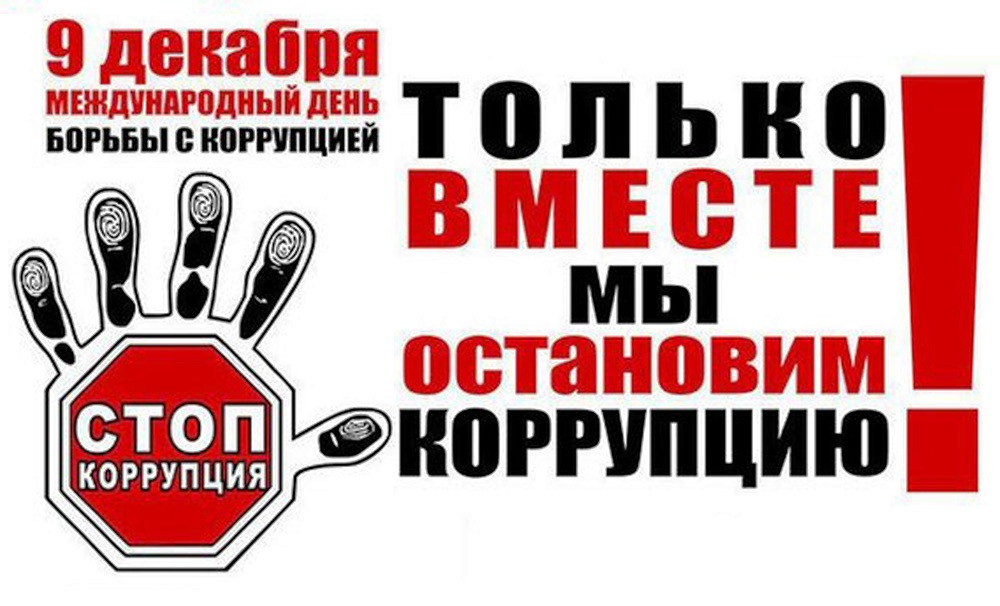 9 декабря
МЕЖДУНАРОДНЫЙ ДЕНЬ
БОРЬБЫ С КОРРУПЦИЕЙ
СТОП
КОРРУПЦИЯ
ТОЛЬКО
ВМЕСТЕ
МЫ
ОСТАНОВИМ
КОРРУПЦИЮ!